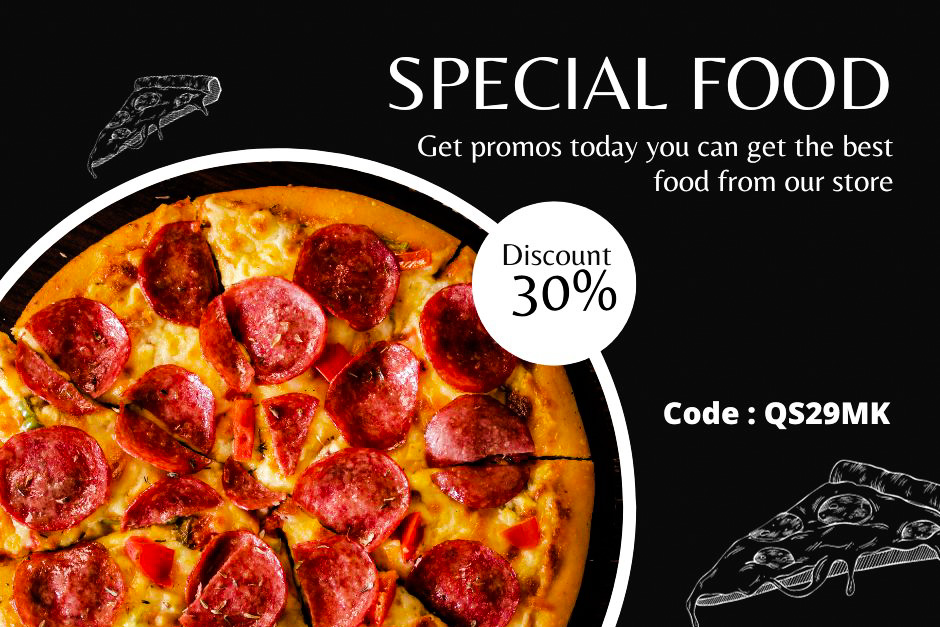 SPECIAL FOOD
Get promos today you can get the best
food from our store
Discount
30%
Code : QS29MK